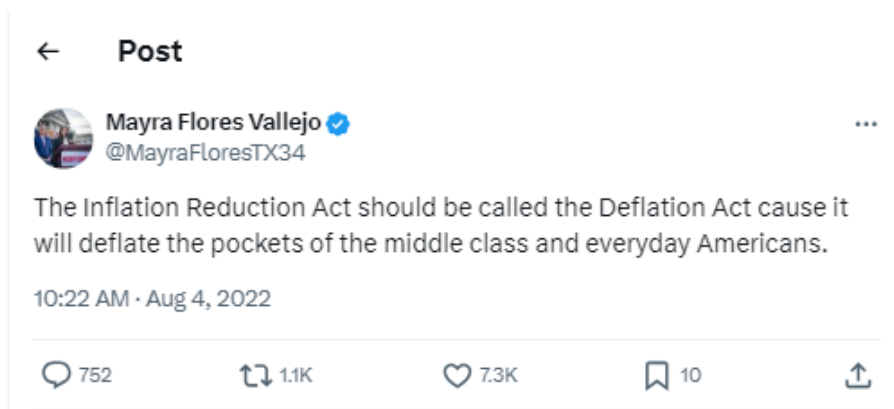 Post
Mayra Flores Vallejo
@MayraFloresTX34
The Inflation Reduction Act should be called the Deflation Act cause it
will deflate the pockets of the middle class and everyday Americans.
10:22 AM · Aug 4, 2022
752 1.1K 7.3K 10